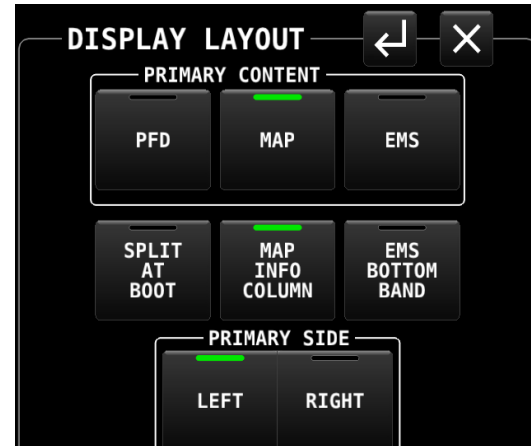 DISPLAY LAYOUT
PRIMARY CONTENT
PFD
MAP
EMS
SPLIT
AT
BOOT
MAP
INFO
COLUMN
EMS
BOTTOM
BAND
PRIMARY SIDE
LEFT
RIGHT